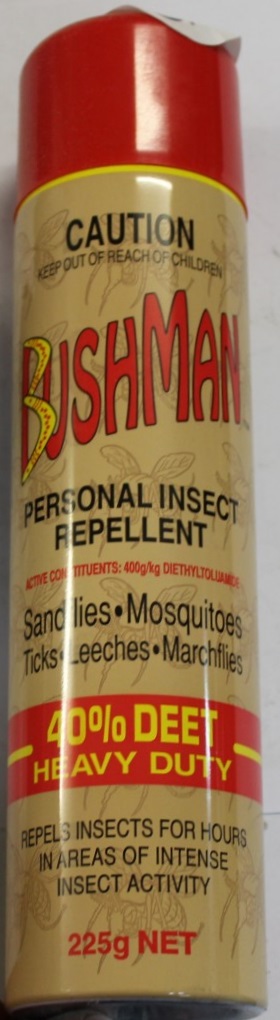 CAUTION
KEEP OUT OF REACH OF CHILDREN
BUSHMAN
PERSONAL INSECT
REPELLENT
ACTIVE CONSTITUENTS: 400g/kg DIETHYLTOLUAMIDE
Sandflies•Mosquitoes
Ticks•Leeches•Marchflies
40% DEET
HEAVY DUTY
REPELS INSECTS FOR HOURS
IN AREAS OF INTENSE
INSECT ACTIVITY
225g NET